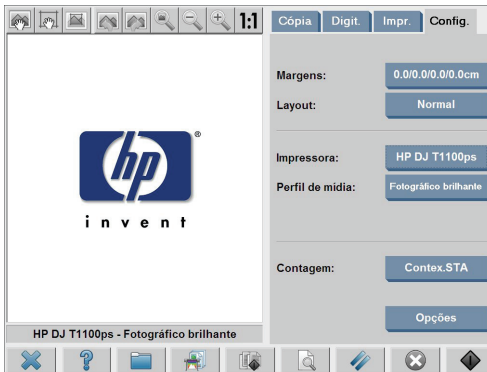 1:1
Cópia Digit. Impr. Config.
Margens: 0.0/0.0/0.0/0.0cm
Layout: Normal
hp®
invent
Impressora: HP DJ T1100ps
Perfil de mídia: Fotográfico brilhante
Contagem: Contex.STA
Opções
HP DJ T1100ps - Fotográfico brilhante
?